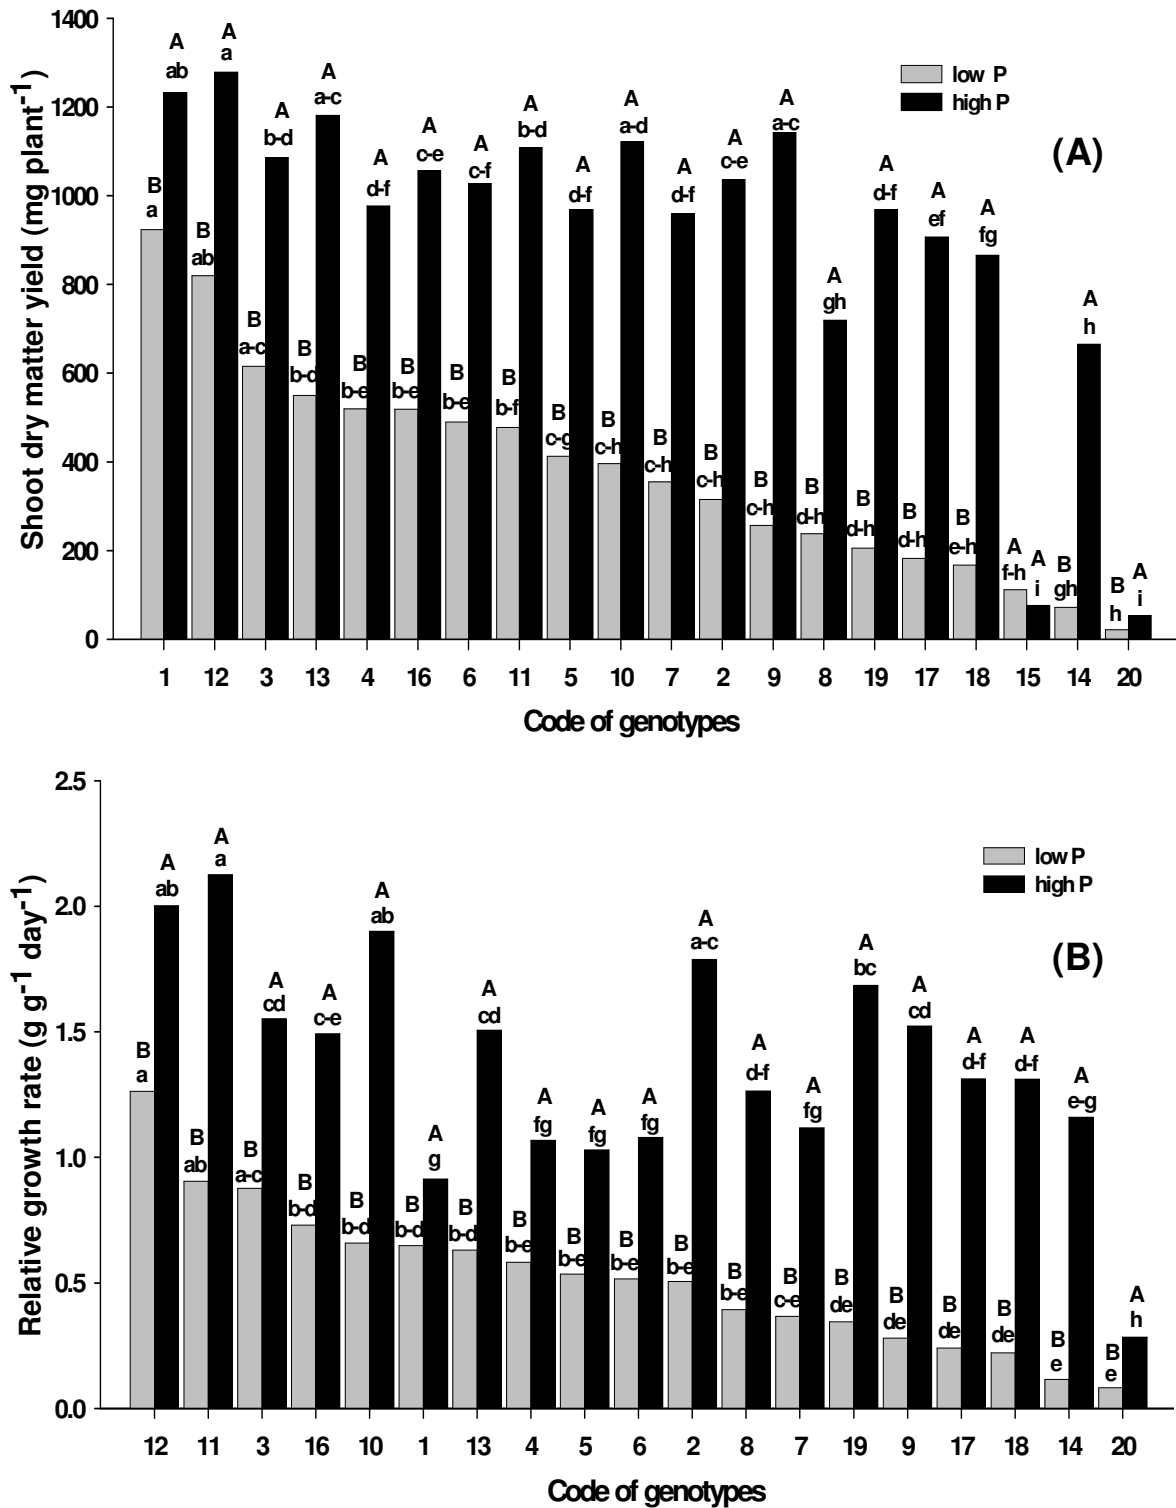 Shoot dry matter yield (mg plant-1)
1400
1200
1000
800
600
400
200
0
low P
high P
(A)
B A B A B A B A B A B A B A B A B A B A B A B A B A B A B A B A B A A A B A B A
a ab ab a a-c b-d b-d a-c b-e d-f b-e c-e b-e c-f b-f b-d c-g d-f c-h a-d c-h d-f c-h c-e c-h a-c d-h gh d-h d-f d-h ef e-h fg f-h i gh h h i
1 12 3 13 4 16 6 11 5 10 7 2 9 8 19 17 18 15 14 20
Code of genotypes
Relative growth rate (g g-1 day-1)
2.5
2.0
1.5
1.0
0.5
0.0
low P
high P
(B)
B A B A B A B A B A B A B A B A B A B A B A B A B A B A B A B A B A B A B A
a ab ab a a-c cd b-d c-e b-d ab b-d g b-d cd b-e fg b-e fg b-e fg b-e a-c b-e d-f c-e fg de bc de cd de d-f de d-f e e-g e h
12 11 3 16 10 1 13 4 5 6 2 8 7 19 9 17 18 14 20
Code of genotypes